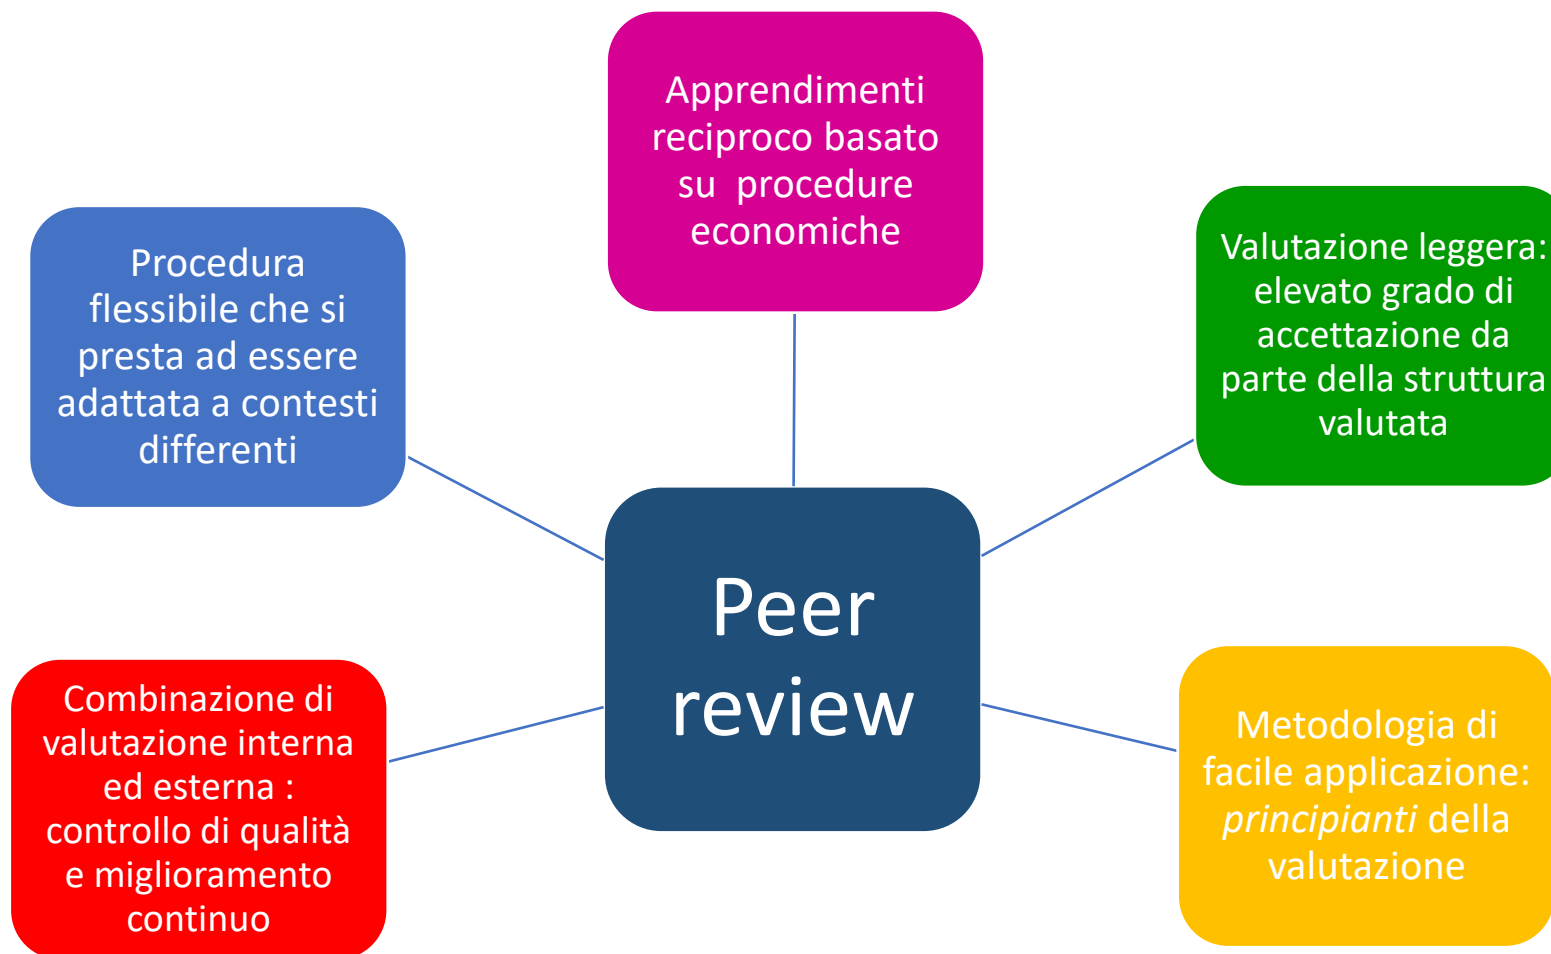 Apprendimenti
reciproco basato
su procedure
economiche
Procedura
flessibile che si
presta ad essere
adattata a contesti
differenti
Valutazione leggera:
elevato grado di
accettazione da
parte della struttura
valutata
Peer
review
Combinazione di
valutazione interna
ed esterna :
controllo di qualità
e miglioramento
continuo
Metodologia di
facile applicazione:
principianti della
valutazione